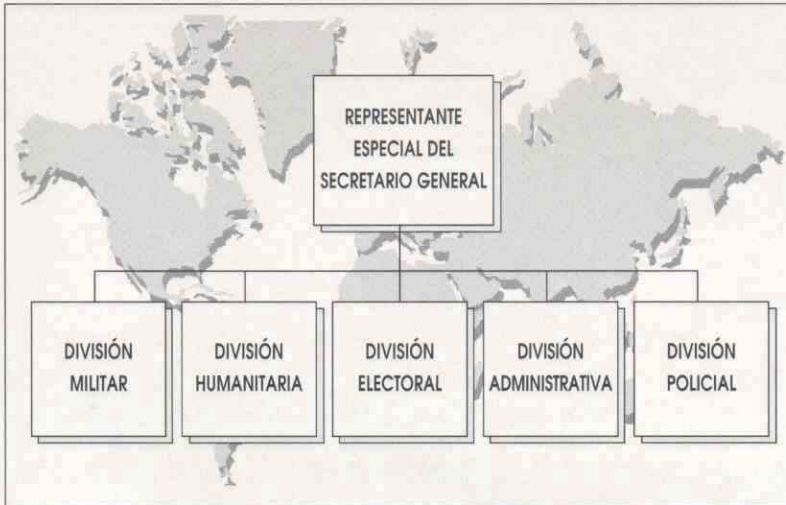 REPRESENTANTE
ESPECIAL DEL
SECRETARIO GENERAL
DIVISIÓN
MILITAR
DIVISIÓN
HUMANITARIA
DIVISIÓN
ELECTORAL
DIVISIÓN
ADMINISTRATIVA
DIVISIÓN
POLICIAL